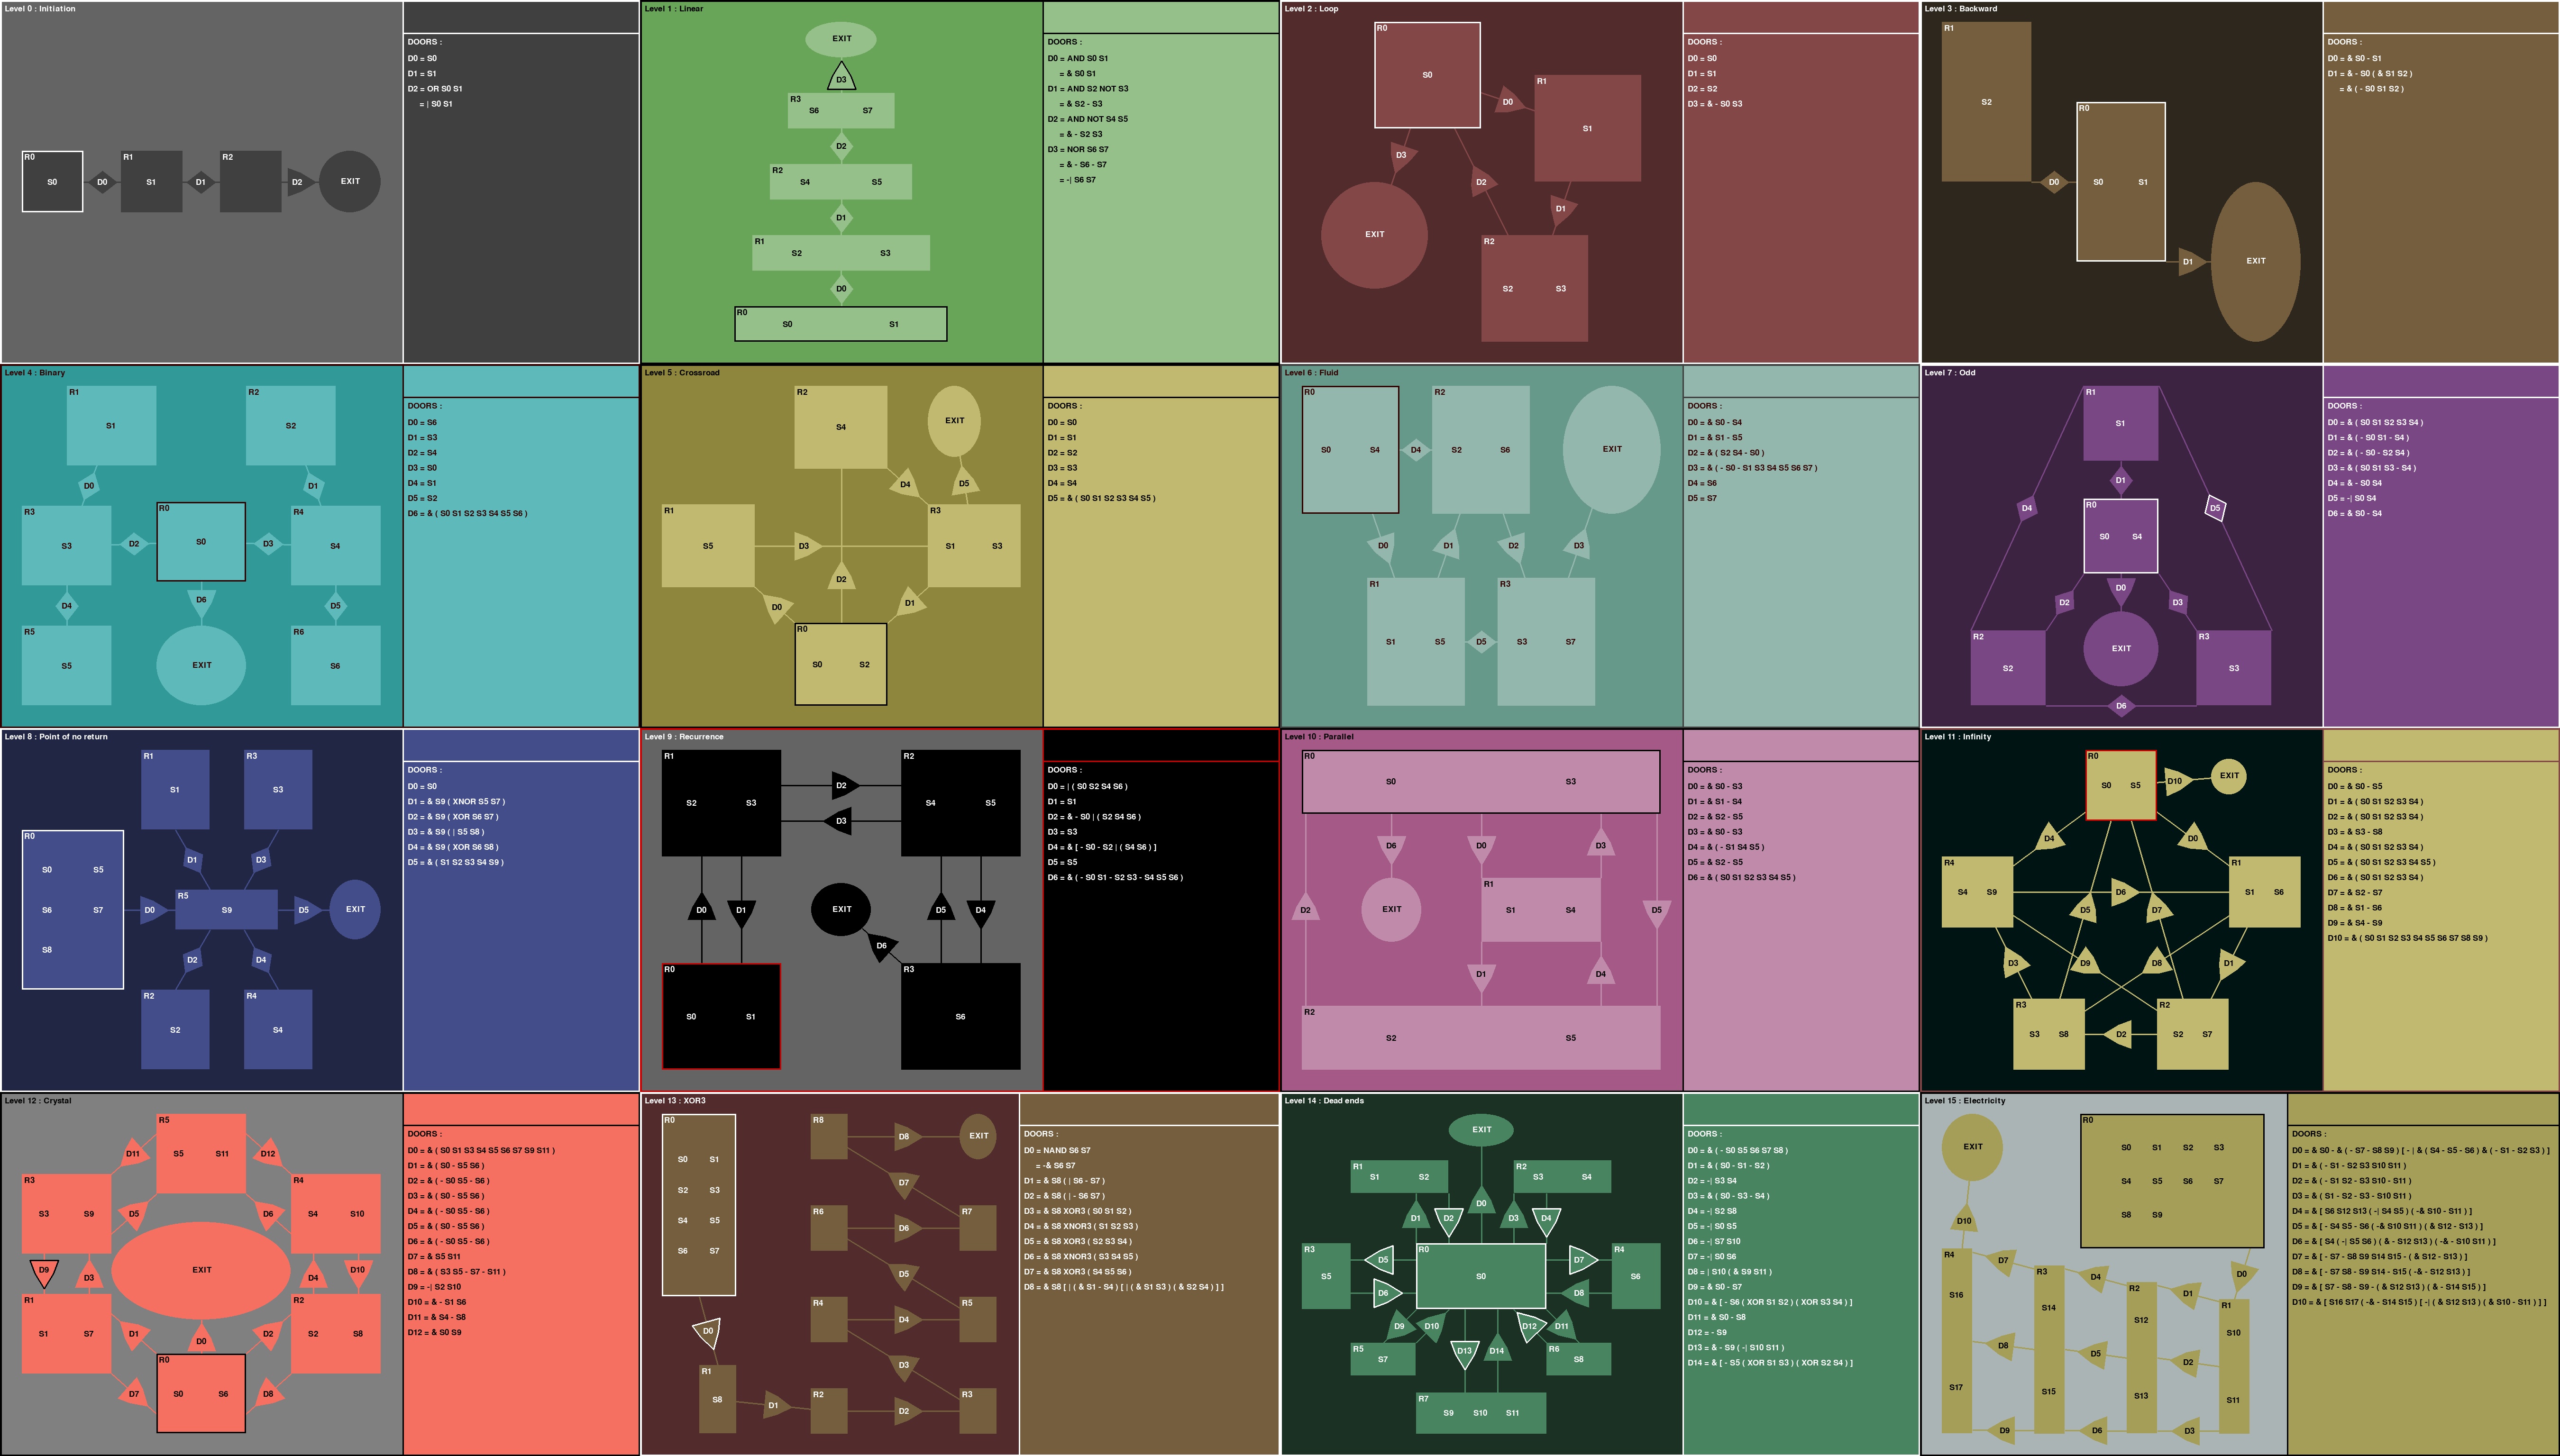 Level 0 : Initiation
R0
S0
D0
R1
S1
D1
R2
D2
EXIT
DOORS :
D0 = S0
D1 = S1
D2 = OR S0 S1
= | S0 S1
Level 1 : Linear
EXIT
D3
R3
S6 S7
D2
R2
S4 S5
D1
R1
S2 S3
D0
R0
S0 S1
DOORS :
D0 = AND S0 S1
= & S0 S1
D1 = AND S2 NOT S3
= & S2 - S3
D2 = AND NOT S4 S5
= & - S2 S3
D3 = NOR S6 S7
= & - S6 - S7
= -| S6 S7
Level 2 : Loop
R0
S0
D0
R1
S1
D3
D2
D1
EXIT
R2
S2 S3
DOORS :
D0 = S0
D1 = S1
D2 = S2
D3 = & - S0 S3
Level 3 : Backward
R1
S2
R0
D0
S0 S1
D1
EXIT
DOORS :
D0 = & S0 - S1
D1 = & - S0 ( & S1 S2 )
= & ( - S0 S1 S2 )
Level 4 : Binary
R1
S1
R2
S2
D0
D1
R3
S3
D2
R0
S0
D3
R4
S4
D4
D6
D5
R5
S5
EXIT
R6
S6
DOORS :
D0 = S6
D1 = S3
D2 = S4
D3 = S0
D4 = S1
D5 = S2
D6 = & ( S0 S1 S2 S3 S4 S5 S6 )
Level 5 : Crossroad
R2
S4
EXIT
D4
D5
R1
S5
D3
R3
S1 S3
D2
D0
D1
R0
S0 S2
DOORS :
D0 = S0
D1 = S1
D2 = S2
D3 = S3
D4 = S4
D5 = & ( S0 S1 S2 S3 S4 S5 )
Level 6 : Fluid
R0
S0 S4
D4
R2
S2 S6
EXIT
D0
D1
D2
D3
R1
S1 S5
D5
R3
S3 S7
DOORS :
D0 = & S0 - S4
D1 = & S1 - S5
D2 = & ( S2 S4 - S0 )
D3 = & ( - S0 - S1 S3 S4 S5 S6 S7 )
D4 = S6
D5 = S7
Level 7 : Odd
R1
S1
D1
D4
D5
R0
S0 S4
D2
D0
D3
R2
S2
EXIT
R3
S3
D6
DOORS :
D0 = & ( S0 S1 S2 S3 S4 )
D1 = & ( - S0 S1 - S4 )
D2 = & ( - S0 - S2 S4 )
D3 = & ( S0 S1 S3 - S4 )
D4 = & - S0 S4
D5 = -| S0 S4
D6 = & S0 - S4
Level 8 : Point of no return
R1
S1
R3
S3
R0
S0 S5
S6 S7
S8
D1
D3
D0
R5
S9
D5
EXIT
D2
D4
R2
S2
R4
S4
DOORS :
D0 = S0
D1 = & S9 ( XNOR S5 S7 )
D2 = & S9 ( XOR S6 S7 )
D3 = & S9 ( | S5 S8 )
D4 = & S9 ( XOR S6 S8 )
D5 = & ( S1 S2 S3 S4 S9 )
Level 9 : Recurrence
R1
S2 S3
D2
D3
R2
S4 S5
D0
D1
EXIT
D5
D4
D6
R0
S0 S1
R3
S6
DOORS :
D0 = | ( S0 S2 S4 S6 )
D1 = S1
D2 = & - S0 | ( S2 S4 S6 )
D3 = S3
D4 = & [ - S0 - S2 | ( S4 S6 ) ]
D5 = S5
D6 = & ( - S0 S1 - S2 S3 - S4 S5 S6 )
Level 10 : Parallel
R0
S0 S3
D6
D0
D3
R1
S1 S4
D2
EXIT
D5
D1
D4
R2
S2 S5
DOORS :
D0 = & S0 - S3
D1 = & S1 - S4
D2 = & S2 - S5
D3 = & S0 - S3
D4 = & ( - S1 S4 S5 )
D5 = & S2 - S5
D6 = & ( S0 S1 S2 S3 S4 S5 )
Level 11 : Infinity
R0
S0 S5
D10
EXIT
D4
D0
R4
S4 S9
D6
R1
S1 S6
D5
D7
D3
D9
D8
D1
R3
S3 S8
D2
R2
S2 S7
DOORS :
D0 = & S0 - S5
D1 = & ( S0 S1 S2 S3 S4 )
D2 = & ( S0 S1 S2 S3 S4 )
D3 = & S3 - S8
D4 = & ( S0 S1 S2 S3 S4 )
D5 = & ( S0 S1 S2 S3 S4 S5 )
D6 = & ( S0 S1 S2 S3 S4 )
D7 = & S2 - S7
D8 = & S1 - S6
D9 = & S4 - S9
D10 = & ( S0 S1 S2 S3 S4 S5 S6 S7 S8 S9 )
Level 12 : Crystal
R5
S5 S11
D11
D12
R3
S3 S9
D5
D6
R4
S4 S10
D9
D3
EXIT
D4
D10
R1
S1 S7
D1
D0
D2
R2
S2 S8
R0
S0 S6
D7
D8
DOORS :
D0 = & ( S0 S1 S3 S4 S5 S6 S7 S9 S11 )
D1 = & ( S0 - S5 S6 )
D2 = & ( - S0 S5 - S6 )
D3 = & ( S0 - S5 S6 )
D4 = & ( - S0 S5 - S6 )
D5 = & ( S0 - S5 S6 )
D6 = & ( - S0 S5 - S6 )
D7 = & S5 S11
D8 = & ( S3 S5 - S7 - S11 )
D9 = -| S2 S10
D10 = & - S1 S6
D11 = & S4 - S8
D12 = & S0 S9
Level 13 : XOR3
R0
S0 S1
S2 S3
S4 S5
S6 S7
R8
D8
EXIT
D7
R6
D6
R7
D5
R4
D4
R5
D0
D3
R1
S8
D1
R2
D2
R3
DOORS :
D0 = NAND S6 S7
= -& S6 S7
D1 = & S8 ( | S6 - S7 )
D2 = & S8 ( | - S6 S7 )
D3 = & S8 XOR3 ( S0 S1 S2 )
D4 = & S8 XNOR3 ( S1 S2 S3 )
D5 = & S8 XOR3 ( S2 S3 S4 )
D6 = & S8 XNOR3 ( S3 S4 S5 )
D7 = & S8 XOR3 ( S4 S5 S6 )
D8 = & S8 [ | ( & S1 - S4 ) [ | ( & S1 S3 ) ( & S2 S4 ) ] ]
Level 14 : Dead ends
EXIT
R1
S1 S2
R2
S3 S4
D0
D1
D2
D3
D4
R3
S5
D5
D6
R0
S0
D7
D8
R4
S6
D9
D10
D12
D11
R5
S7
D13
D14
R6
S8
R7
S9 S10 S11
DOORS :
D0 = & ( - S0 S5 S6 S7 S8 )
D1 = & ( S0 - S1 - S2 )
D2 = -| S3 S4
D3 = & ( S0 - S3 - S4 )
D4 = -| S2 S8
D5 = -| S0 S5
D6 = -| S7 S10
D7 = -| S0 S6
D8 = | S10 ( & S9 S11 )
D9 = & S0 - S7
D10 = & [ - S6 ( XOR S1 S2 ) ( XOR S3 S4 ) ]
D11 = & S0 - S8
D12 = - S9
D13 = & - S9 ( -| S10 S11 )
D14 = & [ - S5 ( XOR S1 S3 ) ( XOR S2 S4 ) ]
Level 15 : Electricity
EXIT
R0
S0 S1 S2 S3
S4 S5 S6 S7
S8 S9
D10
R4
D7
R3
D4
R2
D1
D0
R1
S16
S14
S12
S10
D8
D5
D2
S17
S15
S13
S11
D9
D6
D3
DOORS :
D0 = & S0 - & ( - S7 - S8 S9 ) [ - | & ( S4 - S5 - S6 ) & ( - S1 - S2 S3 ) ]
D1 = & ( - S1 - S2 S3 S10 S11 )
D2 = & ( - S1 S2 - S3 S10 - S11 )
D3 = & ( S1 - S2 - S3 - S10 S11 )
D4 = & [ S6 S12 S13 ( -| S4 S5 ) ( -& S10 - S11 ) ]
D5 = & [ - S4 S5 - S6 ( -& S10 S11 ) ( & S12 - S13 ) ]
D6 = & [ S4 ( -| S5 S6 ) ( & - S12 S13 ) ( -& - S10 S11 ) ]
D7 = & [ - S7 - S8 S9 S14 S15 - ( & S12 - S13 ) ]
D8 = & [ - S7 S8 - S9 S14 - S15 ( -& - S12 S13 ) ]
D9 = & [ S7 - S8 - S9 - ( & S12 S13 ) ( & - S14 S15 ) ]
D10 = & [ S16 S17 ( -& - S14 S15 ) [ -| ( & S12 S13 ) ( & S10 - S11 ) ] ]